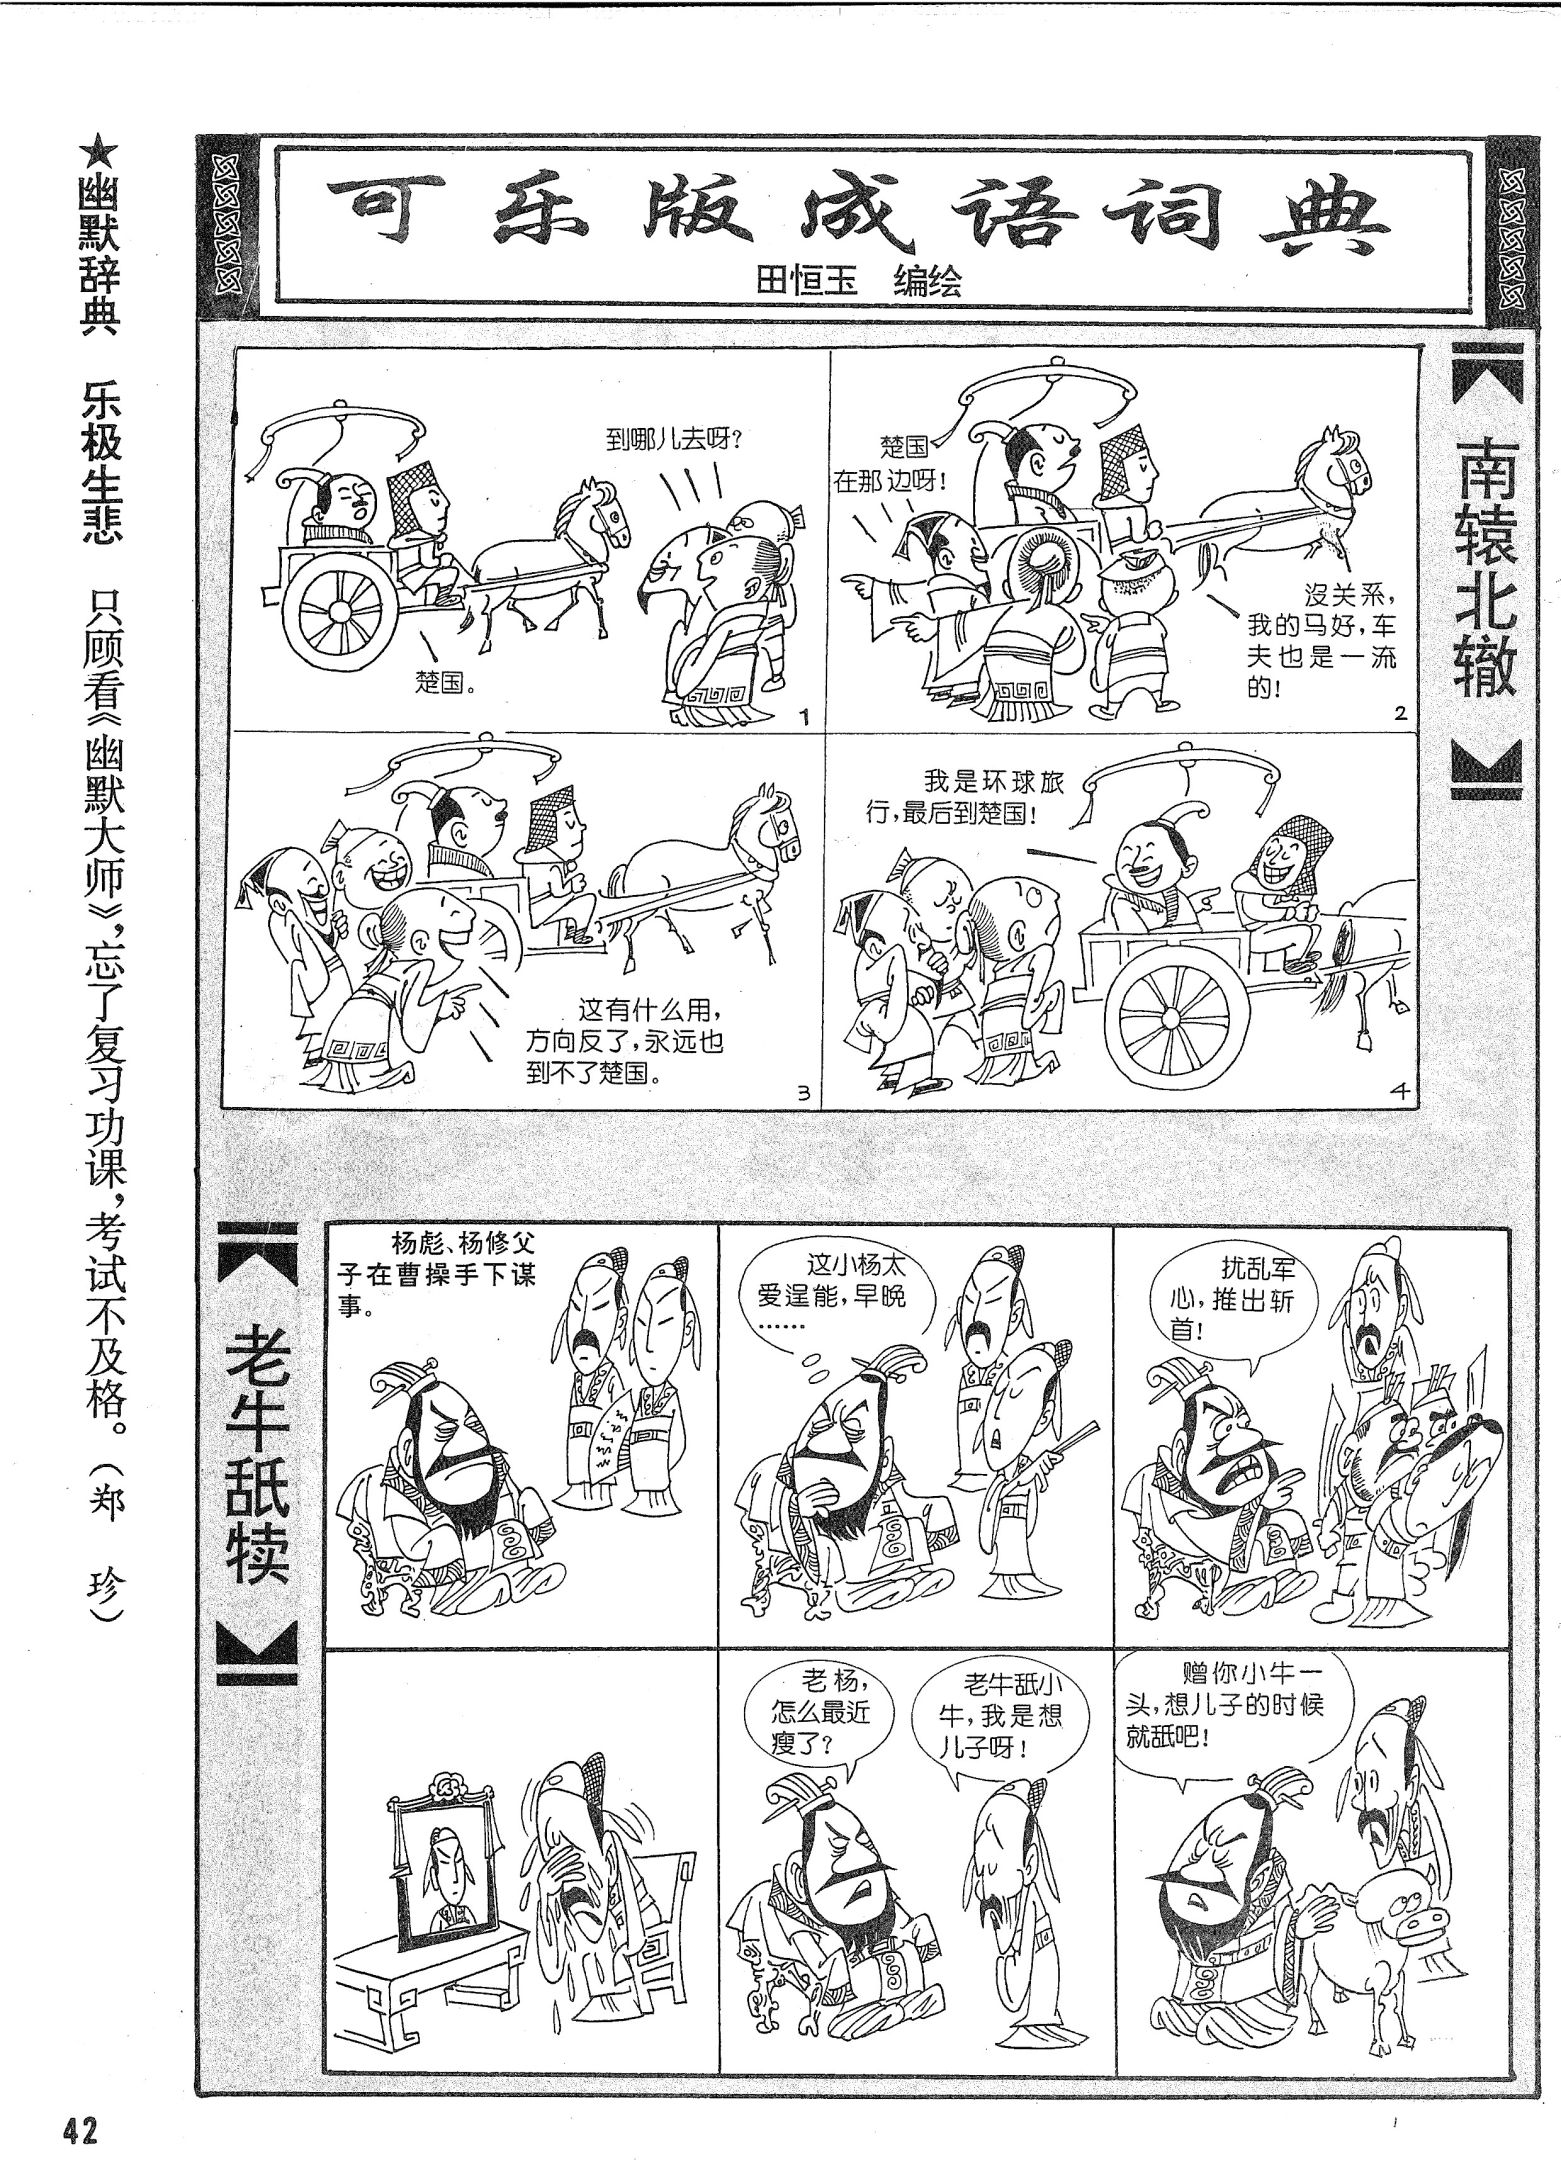 可乐版成语词典
田恒玉 编绘
南辕北辙
到哪儿去呀？
楚国。
1
楚国
在那边呀！
沒关系，
我的马好，车
夫也是一流
的！
2
这有什么用，
方向反了，永远也
到不了楚国。
3
我是环球旅
行，最后到楚国！
4
老牛舐犊
杨彪、杨修父
子在曹操手下谋
事。
这小杨太
爱逞能，早晚
……
扰乱军
心，推出斩
首！
老杨，
怎么最近
瘦了？
老牛舐小
牛，我是想
儿子呀！
赠你小牛一
头，想儿子的时候
就舐吧！
★幽默辞典 乐极生悲 只顾看《幽默大师》，忘了复习功课，考试不及格。（郑 珍）
42